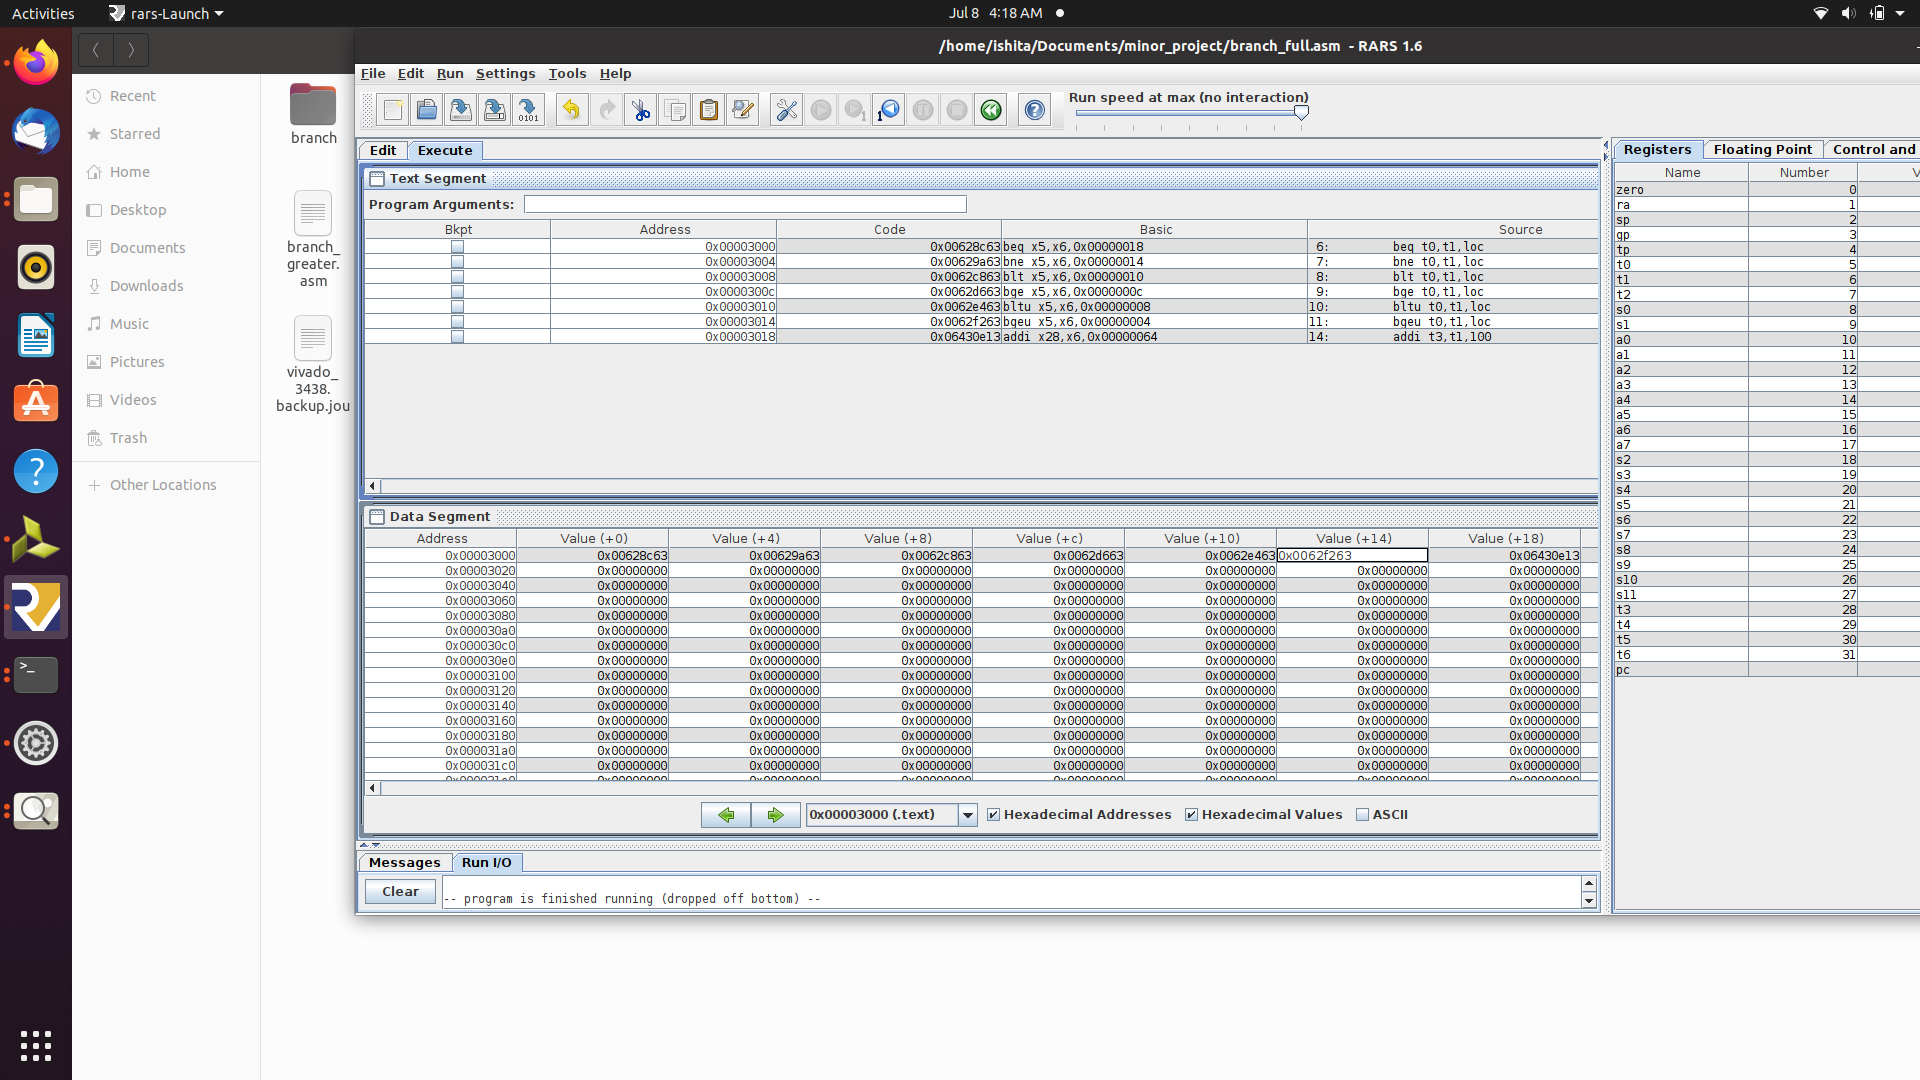 Activities
rars-Launch
Jul 8 4:18 AM
/home/ishita/Documents/minor_project/branch_full.asm - RARS 1.6
Recent
Starred
Home
Desktop
Documents
Downloads
Music
Pictures
Videos
Trash
Other Locations
branch
branch_
greater.
asm
vivado_
3438.
backup.jou
File Edit Run Settings Tools Help
Run speed at max (no interaction)
Edit Execute
Text Segment
Program Arguments:
Bkpt Address Code Basic Source
0x00003000 0x00628c63 beq x5,x6,0x00000018 6: beq t0,t1,loc
0x00003004 0x00629a63 bne x5,x6,0x00000014 7: bne t0,t1,loc
0x00003008 0x0062c863 blt x5,x6,0x00000010 8: blt t0,t1,loc
0x0000300c 0x0062d663 bge x5,x6,0x0000000c 9: bge t0,t1,loc
0x00003010 0x0062e463 bltu x5,x6,0x00000008 10: bltu t0,t1,loc
0x00003014 0x0062f263 bgeu x5,x6,0x00000004 11: bgeu t0,t1,loc
0x00003018 0x06430e13 addi x28,x6,0x00000064 14: addi t3,t1,100
Data Segment
Address Value (+0) Value (+4) Value (+8) Value (+c) Value (+10) Value (+14) Value (+18)
0x00003000 0x00628c63 0x00629a63 0x0062c863 0x0062d663 0x0062e463 0x0062f263 0x06430e13
0x00003020 0x00000000 0x00000000 0x00000000 0x00000000 0x00000000 0x00000000 0x00000000
0x00003040 0x00000000 0x00000000 0x00000000 0x00000000 0x00000000 0x00000000 0x00000000
0x00003060 0x00000000 0x00000000 0x00000000 0x00000000 0x00000000 0x00000000 0x00000000
0x00003080 0x00000000 0x00000000 0x00000000 0x00000000 0x00000000 0x00000000 0x00000000
0x000030a0 0x00000000 0x00000000 0x00000000 0x00000000 0x00000000 0x00000000 0x00000000
0x000030c0 0x00000000 0x00000000 0x00000000 0x00000000 0x00000000 0x00000000 0x00000000
0x000030e0 0x00000000 0x00000000 0x00000000 0x00000000 0x00000000 0x00000000 0x00000000
0x00003100 0x00000000 0x00000000 0x00000000 0x00000000 0x00000000 0x00000000 0x00000000
0x00003120 0x00000000 0x00000000 0x00000000 0x00000000 0x00000000 0x00000000 0x00000000
0x00003140 0x00000000 0x00000000 0x00000000 0x00000000 0x00000000 0x00000000 0x00000000
0x00003160 0x00000000 0x00000000 0x00000000 0x00000000 0x00000000 0x00000000 0x00000000
0x00003180 0x00000000 0x00000000 0x00000000 0x00000000 0x00000000 0x00000000 0x00000000
0x000031a0 0x00000000 0x00000000 0x00000000 0x00000000 0x00000000 0x00000000 0x00000000
0x000031c0 0x00000000 0x00000000 0x00000000 0x00000000 0x00000000 0x00000000 0x00000000
0x00003000 (.text) Hexadecimal Addresses Hexadecimal Values ASCII
Messages Run I/O
Clear
-- program is finished running (dropped off bottom) --
Registers Floating Point Control and
Name Number V
zero 0
ra 1
sp 2
gp 3
tp 4
t0 5
t1 6
t2 7
s0 8
s1 9
a0 10
a1 11
a2 12
a3 13
a4 14
a5 15
a6 16
a7 17
s2 18
s3 19
s4 20
s5 21
s6 22
s7 23
s8 24
s9 25
s10 26
s11 27
t3 28
t4 29
t5 30
t6 31
pc